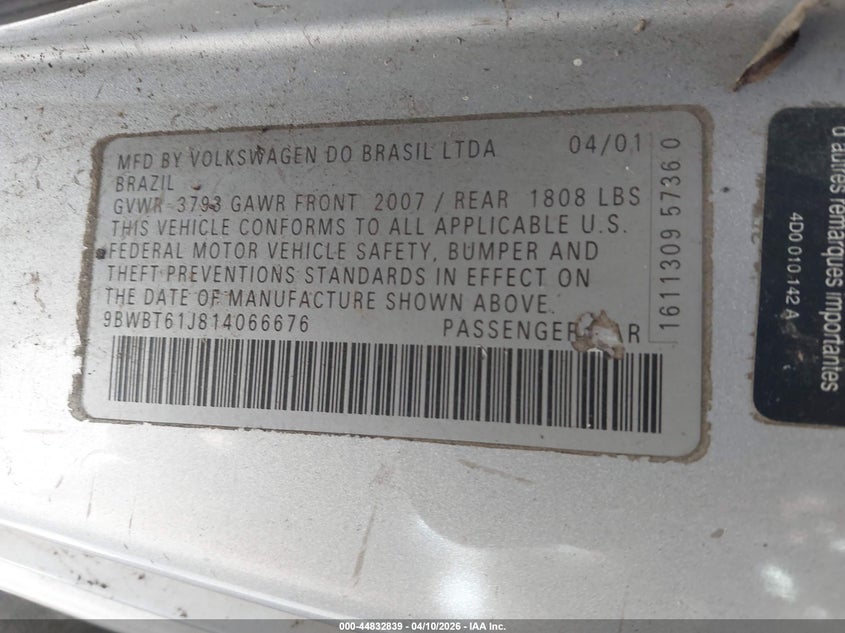 MFD BY VOLKSWAGEN DO BRASIL LTDA 04/01
BRAZIL
GVWR 3793 GAWR FRONT 2007 / REAR 1808 LBS
THIS VEHICLE CONFORMS TO ALL APPLICABLE U.S.
FEDERAL MOTOR VEHICLE SAFETY, BUMPER AND
THEFT PREVENTIONS STANDARDS IN EFFECT ON
THE DATE OF MANUFACTURE SHOWN ABOVE.
9BWBT61J814066676 PASSENGER
1611309 5736 0
d'autres remarques importantes
4D0 010 142 A
000-44832839 - 04/10/2026 - IAA Inc.